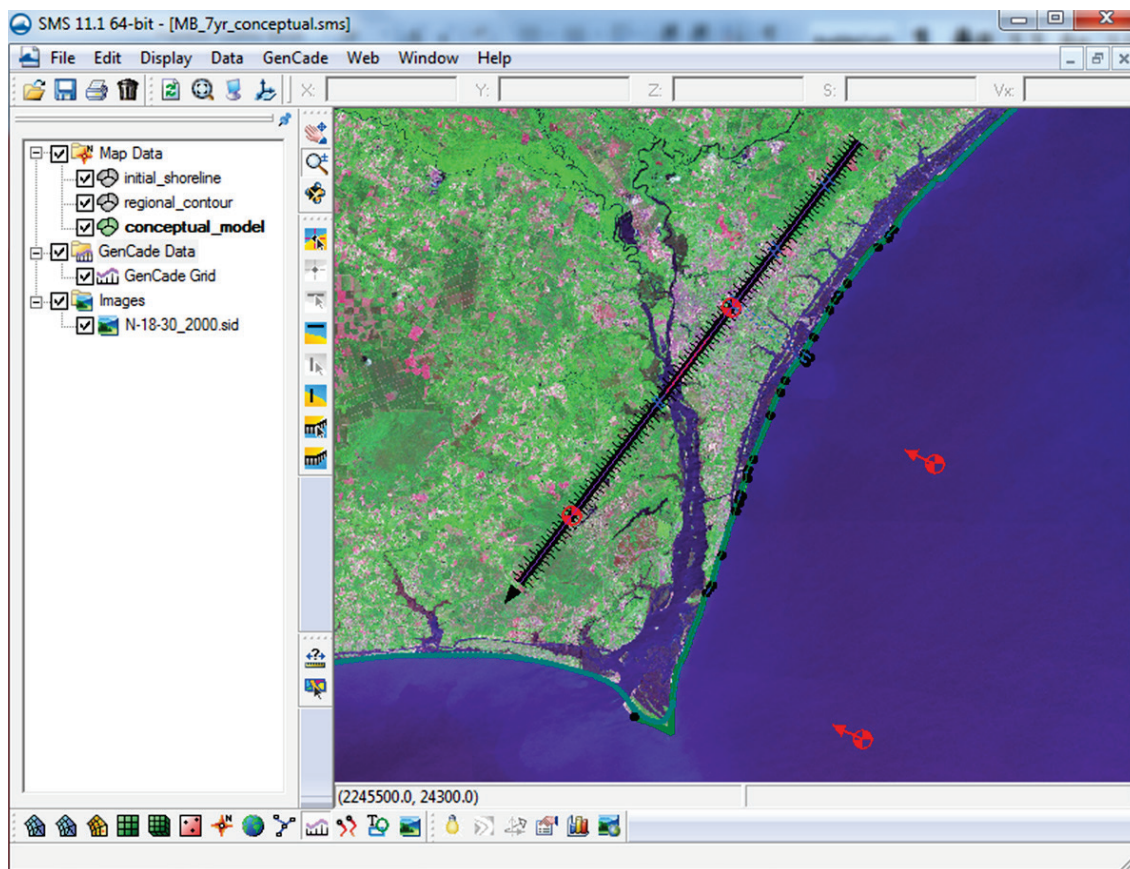 SMS 11.1 64-bit - [MB_7yr_conceptual.sms]
File Edit Display Data GenCade Web Window Help
X: Y: Z: S: Vx:
Map Data
initial_shoreline
regional_contour
conceptual_model
GenCade Data
GenCade Grid
Images
N-18-30_2000.sid
(2245500.0, 24300.0)